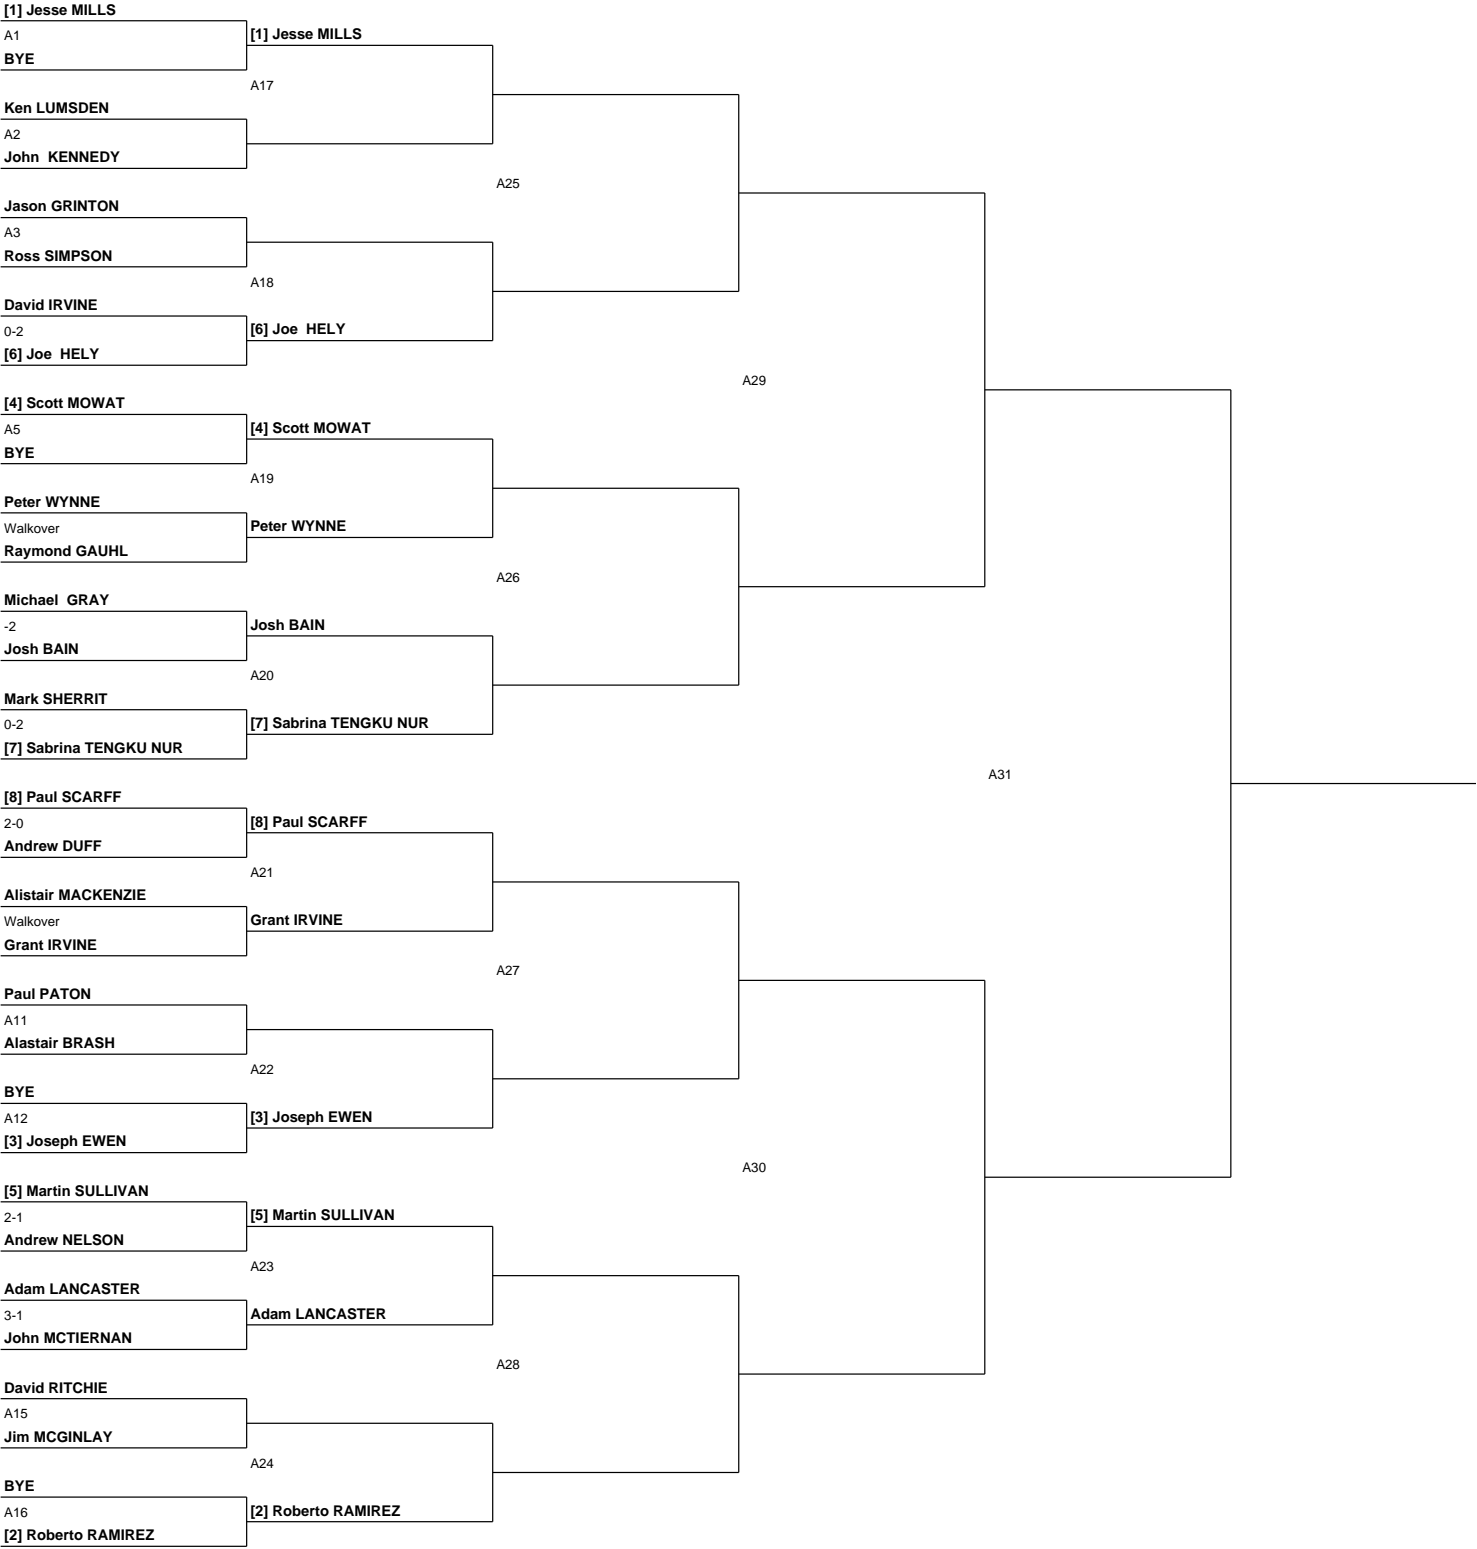 [1] Jesse MILLS
A1
[1] Jesse MILLS
BYE
A17
Ken LUMSDEN
A2
John  KENNEDY
A25
Jason GRINTON
A3
Ross SIMPSON
A18
David IRVINE
0-2
[6] Joe  HELY
[6] Joe  HELY
A29
[4] Scott MOWAT
A5
[4] Scott MOWAT
BYE
A19
Peter WYNNE
Walkover
Peter WYNNE
Raymond GAUHL
A26
Michael  GRAY
-2
Josh BAIN
Josh BAIN
A20
Mark SHERRIT
0-2
[7] Sabrina TENGKU NUR
[7] Sabrina TENGKU NUR
A31
[8] Paul SCARFF
2-0
[8] Paul SCARFF
Andrew DUFF
A21
Alistair MACKENZIE
Walkover
Grant IRVINE
Grant IRVINE
A27
Paul PATON
A11
Alastair BRASH
A22
BYE
A12
[3] Joseph EWEN
[3] Joseph EWEN
A30
[5] Martin SULLIVAN
2-1
[5] Martin SULLIVAN
Andrew NELSON
A23
Adam LANCASTER
3-1
Adam LANCASTER
John MCTIERNAN
A28
David RITCHIE
A15
Jim MCGINLAY
A24
BYE
A16
[2] Roberto RAMIREZ
[2] Roberto RAMIREZ